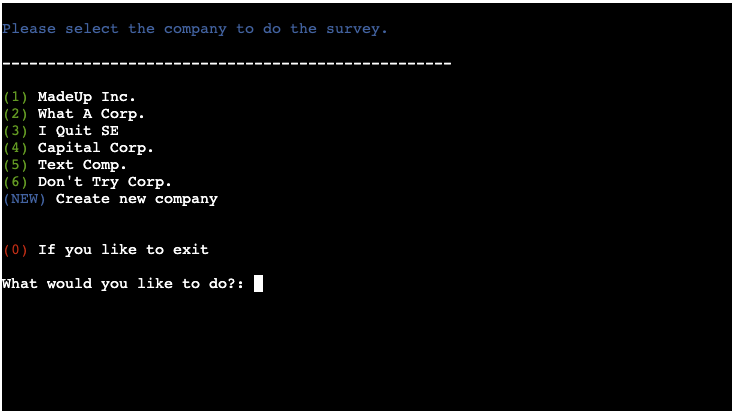 Please select the company to do the survey.
--------------------------------------------------
(1) MadeUp Inc.
(2) What A Corp.
(3) I Quit SE
(4) Capital Corp.
(5) Text Comp.
(6) Don't Try Corp.
(NEW) Create new company
(0) If you like to exit
What would you like to do?: